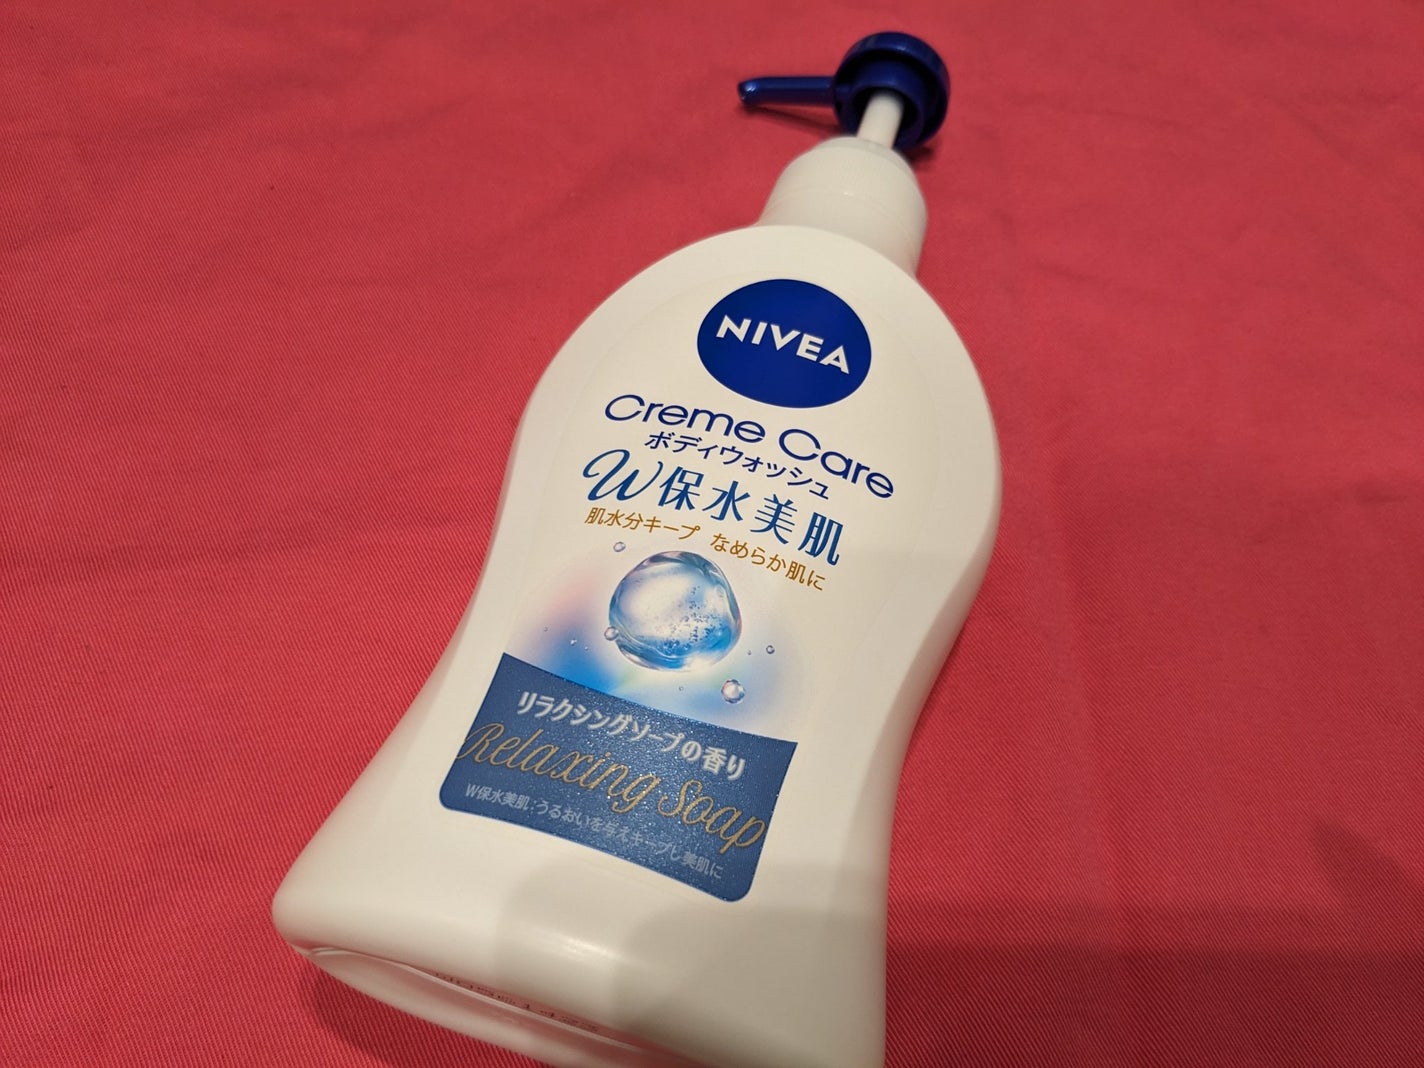 NIVEA
Creme Care
ボディウォッシュ
W保水美肌
肌水分キープ なめらか肌に
リラクシングソープの香り
Relaxing Soap
W保水美肌:うるおいを与えキープし美肌に